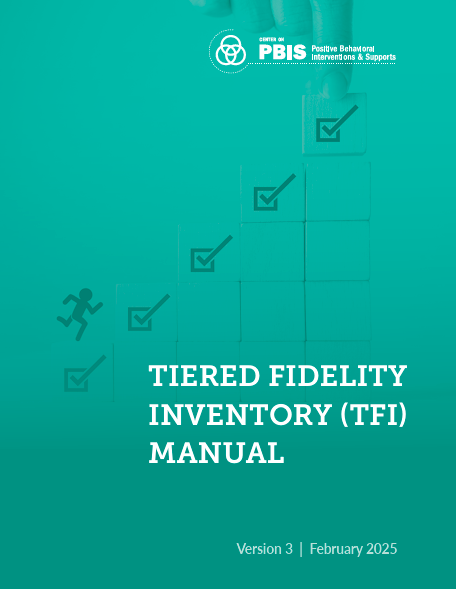 CENTER ON
PBIS
Positive Behavioral
Interventions & Supports
TIERED FIDELITY
INVENTORY (TFI)
MANUAL
Version 3 | February 2025